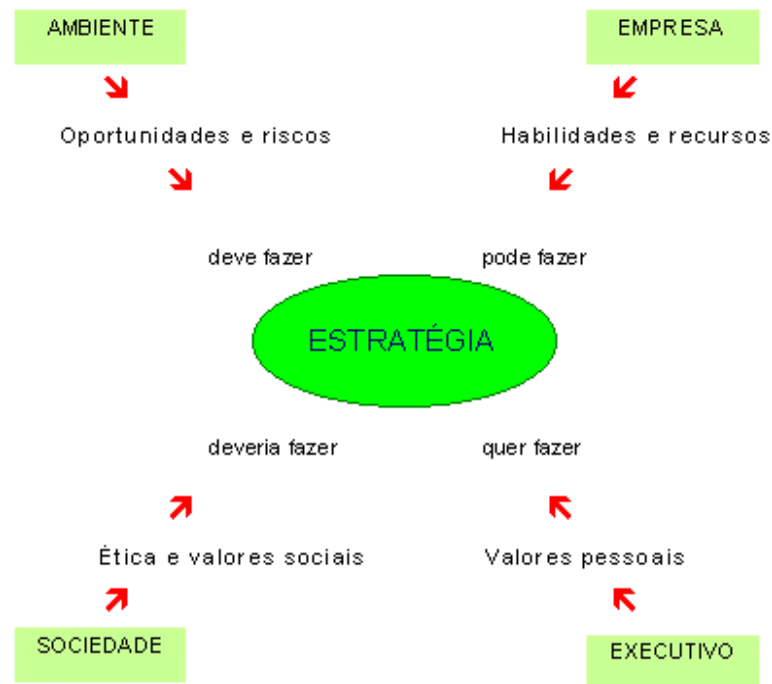 AMBIENTE
EMPRESA
Oportunidades e riscos
Habilidades e recursos
deve fazer
pode fazer
ESTRATÉGIA
deveria fazer
quer fazer
Ética e valores sociais
Valores pessoais
SOCIEDADE
EXECUTIVO